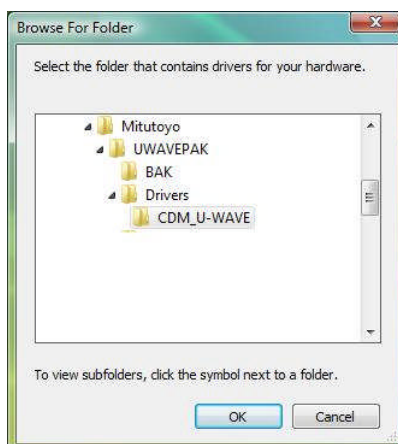 Browse For Folder
Select the folder that contains drivers for your hardware.
Mitutoyo
UWAVEPAK
BAK
Drivers
CDM_U-WAVE
To view subfolders, click the symbol next to a folder.
OK Cancel